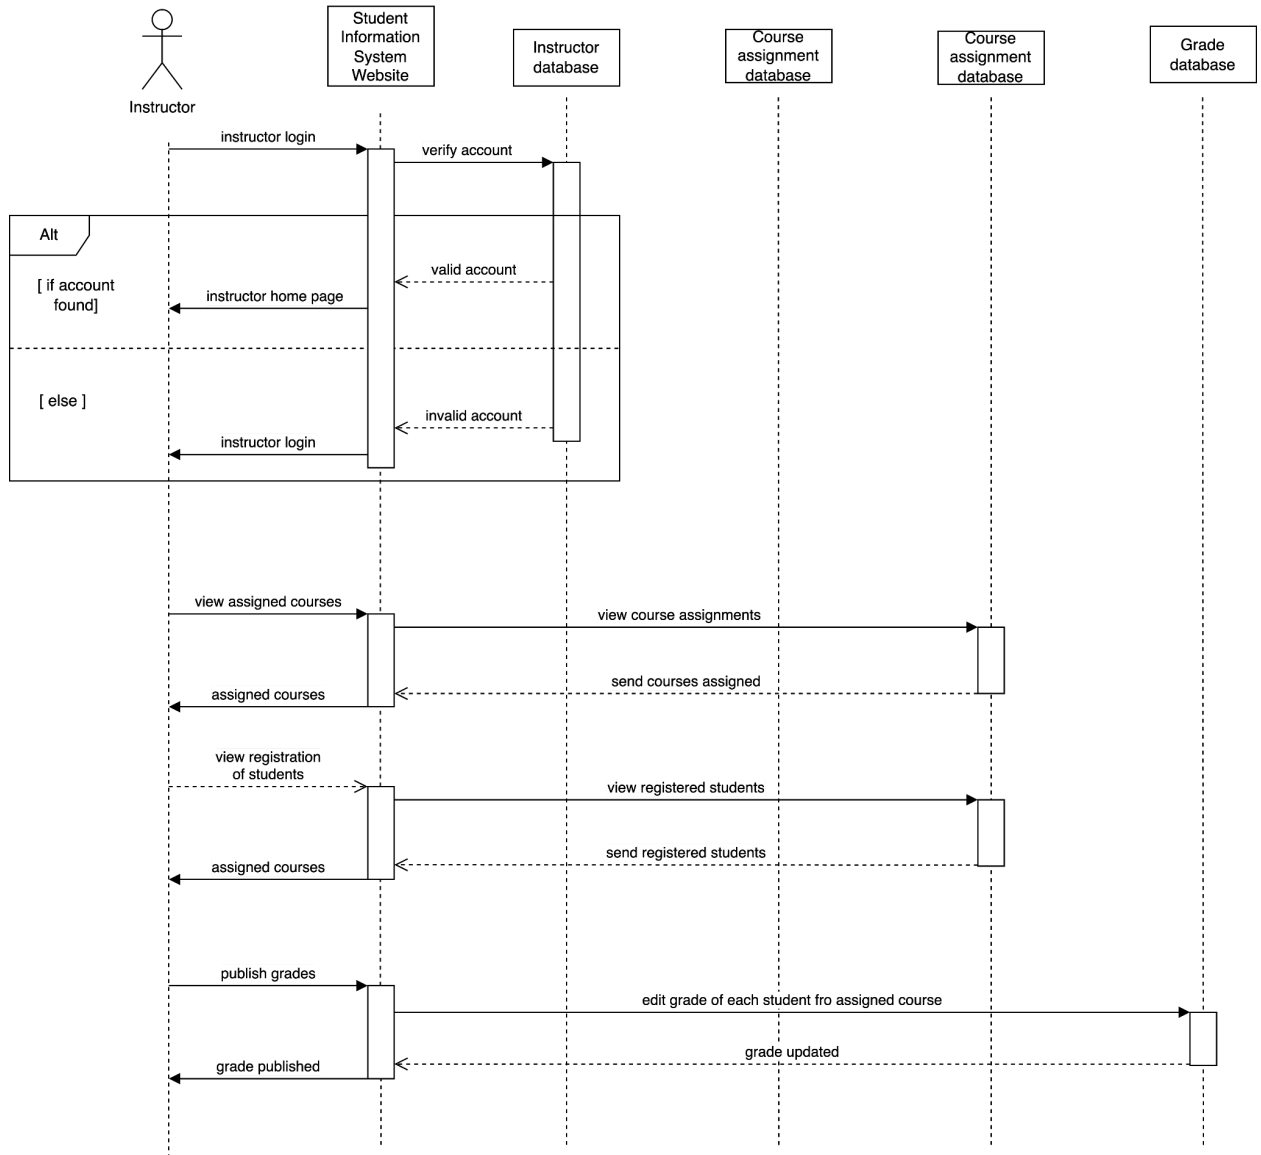 Student
Information
System
Website
Instructor
database
Course
assignment
database
Course
assignment
database
Grade
database
Instructor
instructor login
verify account
Alt
valid account
[ if account
found]
instructor home page
[ else ]
invalid account
instructor login
view assigned courses
view course assignments
send courses assigned
assigned courses
view registration
of students
view registered students
send registered students
assigned courses
publish grades
edit grade of each student fro assigned course
grade updated
grade published